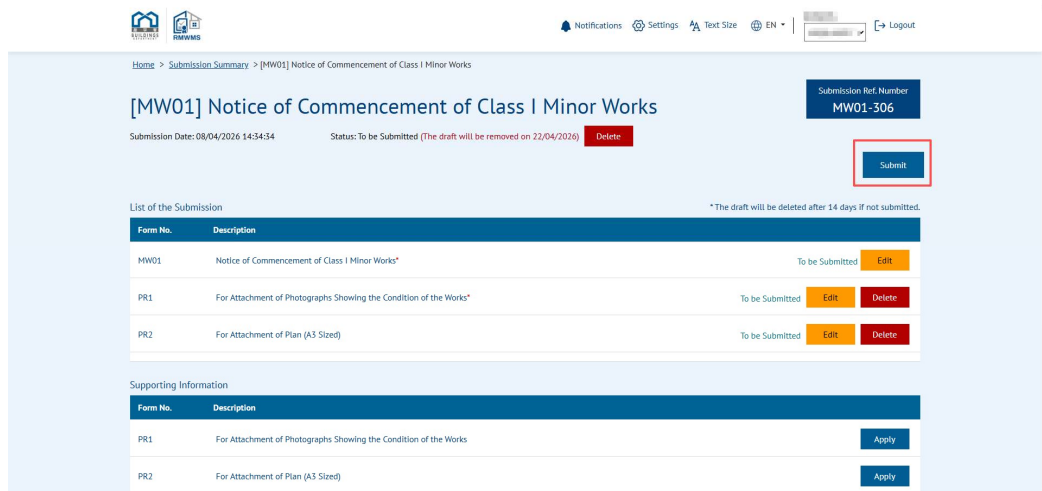 BUILDINGS
DEPARTMENT
RMWMS
Notifications Settings Text Size EN Logout
Home > Submission Summary > [MW01] Notice of Commencement of Class I Minor Works
[MW01] Notice of Commencement of Class I Minor Works
Submission Ref. Number
MW01-306
Submission Date: 08/04/2026 14:34:34 Status: To be Submitted (The draft will be removed on 22/04/2026) Delete
Submit
List of the Submission * The draft will be deleted after 14 days if not submitted.
Form No. Description
MW01 Notice of Commencement of Class I Minor Works* To be Submitted Edit
PR1 For Attachment of Photographs Showing the Condition of the Works* To be Submitted Edit Delete
PR2 For Attachment of Plan (A3 Sized) To be Submitted Edit Delete
Supporting Information
Form No. Description
PR1 For Attachment of Photographs Showing the Condition of the Works Apply
PR2 For Attachment of Plan (A3 Sized) Apply